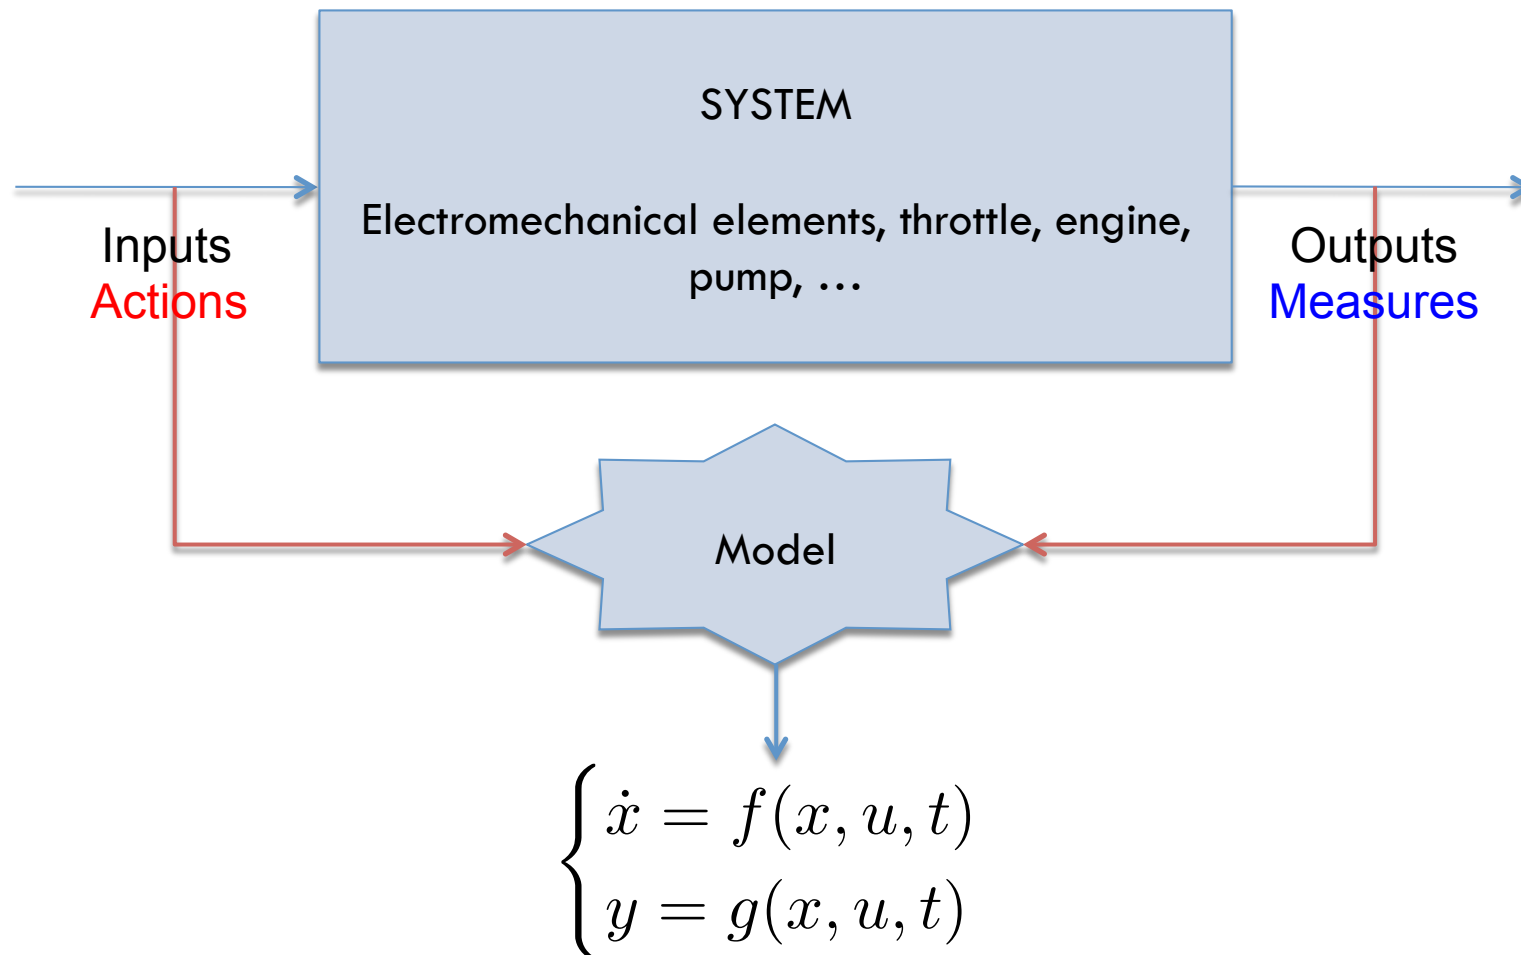 SYSTEM
Electromechanical elements, throttle, engine,
pump, …
Inputs
Actions
Outputs
Measures
Model
ẋ = f(x, u, t)
y = g(x, u, t)